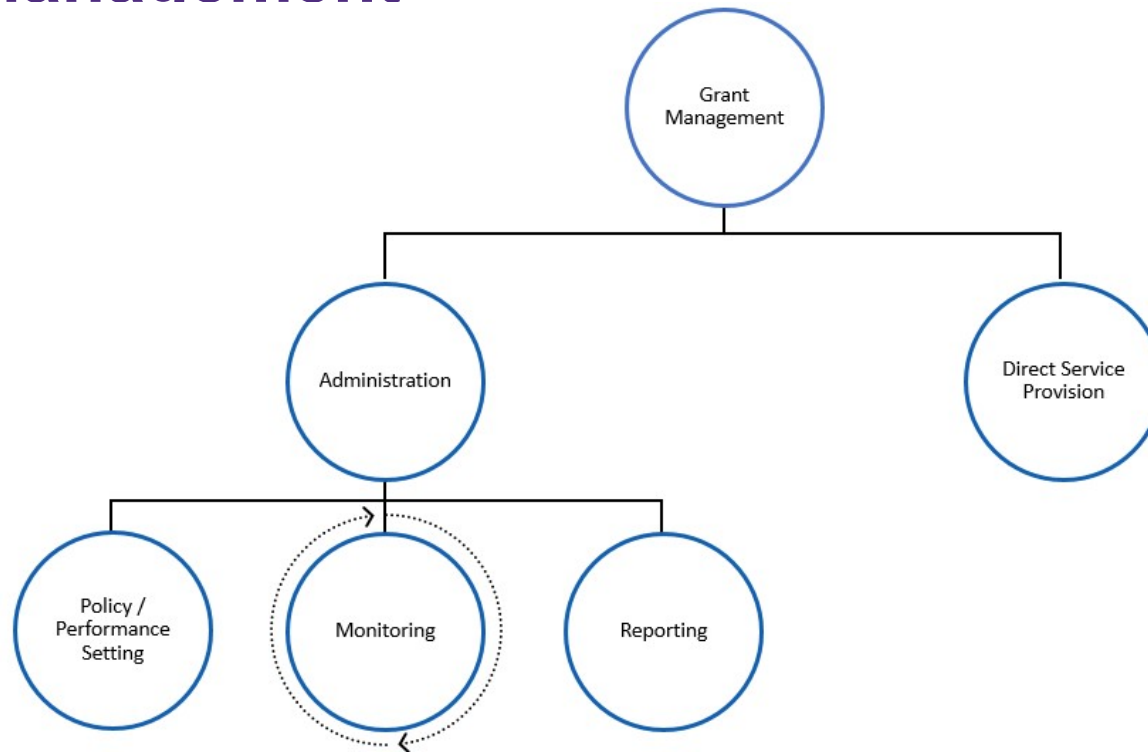 Grant
Management
Administration
Direct Service
Provision
Policy /
Performance
Setting
Monitoring
Reporting